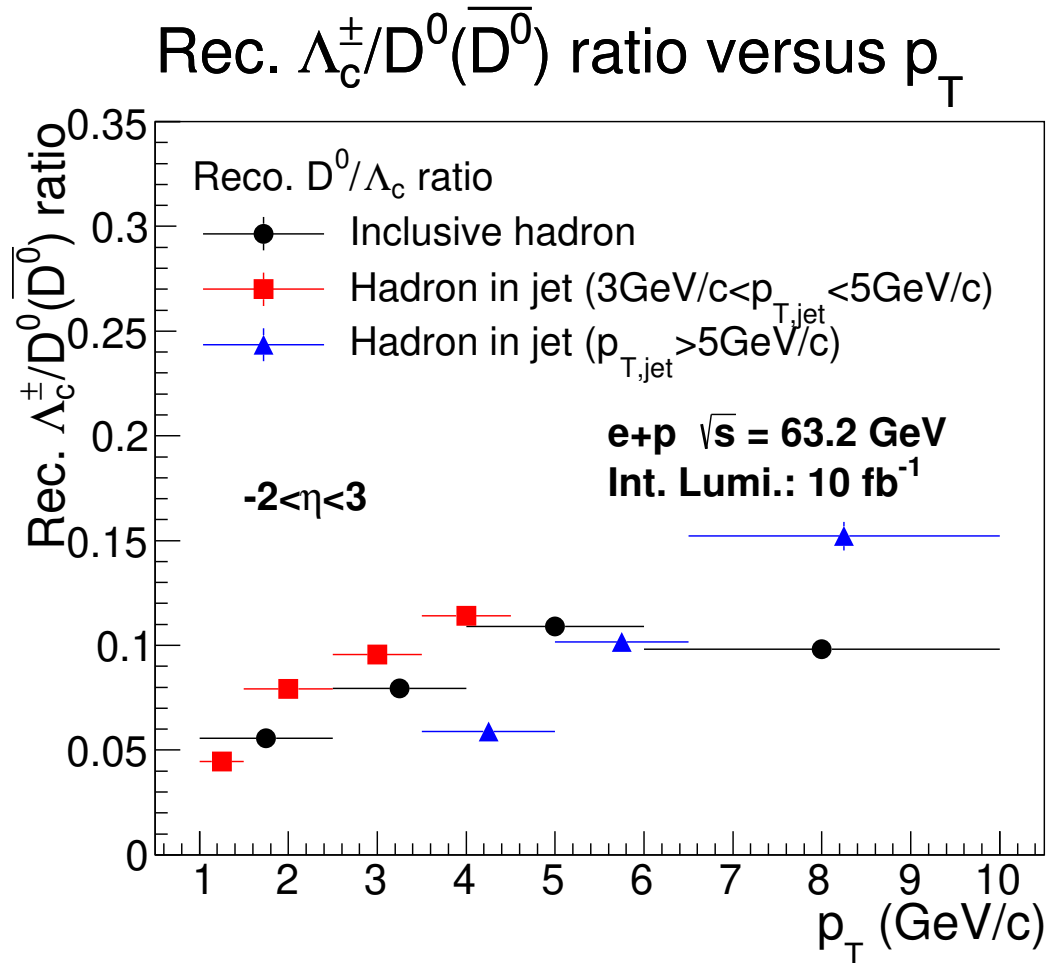 Rec. Λc±/D⁰(D̅⁰) ratio versus pT
Rec. Λc±/D⁰(D̅⁰) ratio
0.35
0.3
0.25
0.2
0.15
0.1
0.05
0
Reco. D⁰/Λc ratio
Inclusive hadron
Hadron in jet (3GeV/c<pT,jet<5GeV/c)
Hadron in jet (pT,jet>5GeV/c)
e+p √s = 63.2 GeV
Int. Lumi.: 10 fb⁻¹
-2<η<3
1 2 3 4 5 6 7 8 9 10
pT (GeV/c)